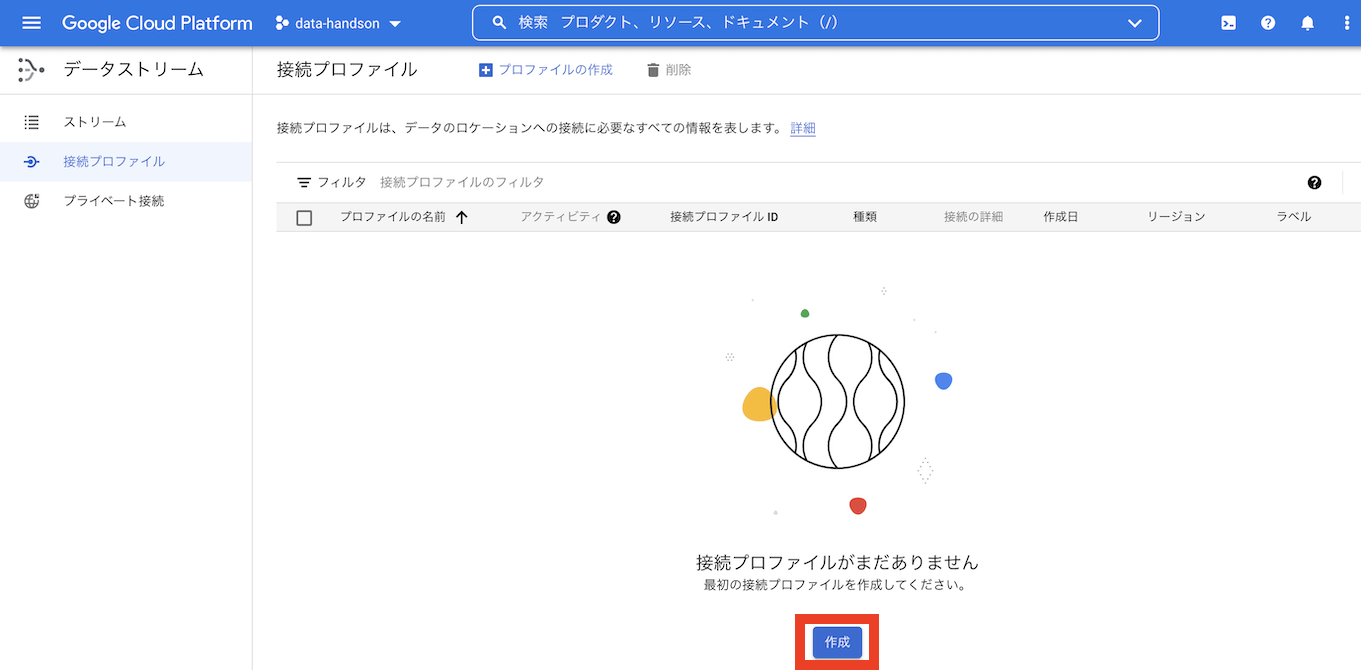 Google Cloud Platform data-handson 検索 プロダクト、リソース、ドキュメント (/)
データストリーム
接続プロファイル プロファイルの作成 削除
ストリーム
接続プロファイル
プライベート接続
接続プロファイルは、データのロケーションへの接続に必要なすべての情報を表します。 詳細
フィルタ 接続プロファイルのフィルタ
プロファイルの名前 アクティビティ 接続プロファイル ID 種類 接続の詳細 作成日 リージョン ラベル
接続プロファイルがまだありません
最初の接続プロファイルを作成してください。
作成